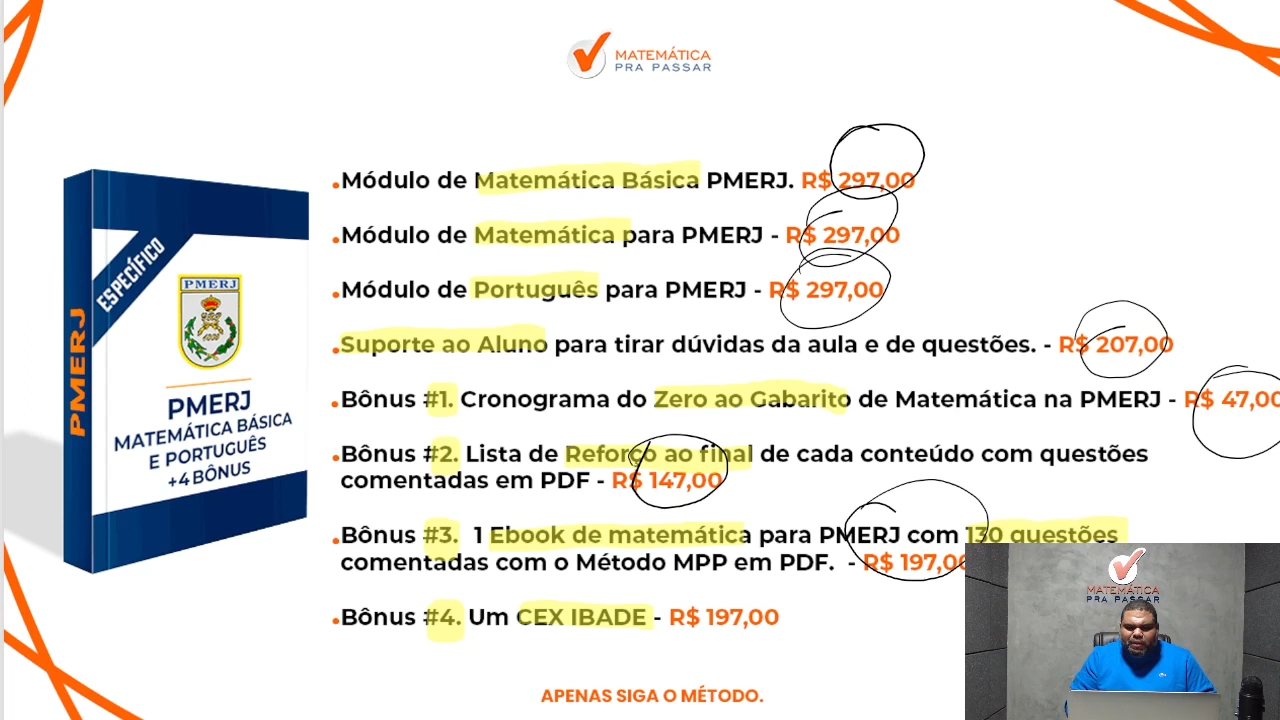 MATEMÁTICA
PRA PASSAR
•Módulo de Matemática Básica PMERJ. R$ 297,00
•Módulo de Matemática para PMERJ - R$ 297,00
•Módulo de Português para PMERJ - R$ 297,00
•Suporte ao Aluno para tirar dúvidas da aula e de questões. - R$ 207,00
•Bônus #1. Cronograma do Zero ao Gabarito de Matemática na PMERJ - R$ 47,00
•Bônus #2. Lista de Reforço ao final de cada conteúdo com questões
comentadas em PDF - R$ 147,00
•Bônus #3. 1 Ebook de matemática para PMERJ com 130 questões
comentadas com o Método MPP em PDF. - R$ 197,00
•Bônus #4. Um CEX IBADE - R$ 197,00
APENAS SIGA O MÉTODO.
PMERJ
ESPECÍFICO
PMERJ
PMERJ
MATEMÁTICA BÁSICA
E PORTUGUÊS
+4 BÔNUS
MATEMÁTICA
PRA PASSAR